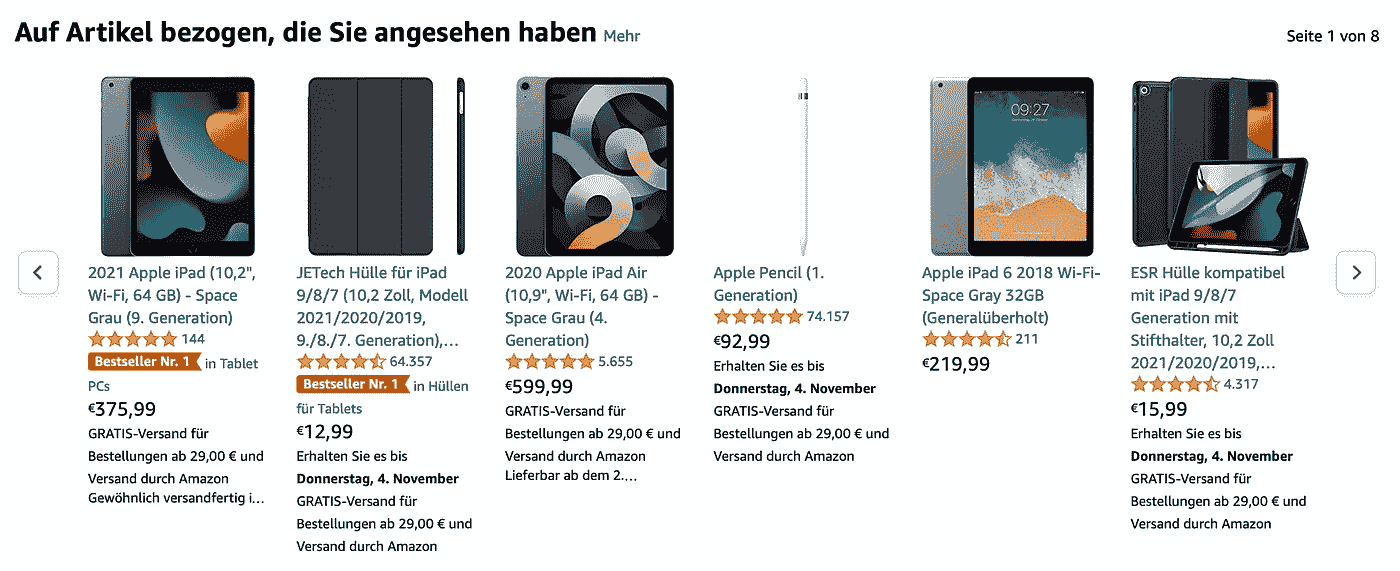 Auf Artikel bezogen, die Sie angesehen haben Mehr
Seite 1 von 8
2021 Apple iPad (10,2",
Wi-Fi, 64 GB) - Space
Grau (9. Generation)
144
Bestseller Nr. 1 in Tablet
PCs
€375,99
GRATIS-Versand für
Bestellungen ab 29,00 € und
Versand durch Amazon
Gewöhnlich versandfertig i…
JETech Hülle für iPad
9/8/7 (10,2 Zoll, Modell
2021/2020/2019,
9./8./7. Generation),…
64.357
Bestseller Nr. 1 in Hüllen
für Tablets
€12,99
Erhalten Sie es bis
Donnerstag, 4. November
GRATIS-Versand für
Bestellungen ab 29,00 € und
Versand durch Amazon
2020 Apple iPad Air
(10,9", Wi-Fi, 64 GB) -
Space Grau (4.
Generation)
5.655
€599,99
GRATIS-Versand für
Bestellungen ab 29,00 € und
Versand durch Amazon
Lieferbar ab dem 2.…
Apple Pencil (1.
Generation)
74.157
€92,99
Erhalten Sie es bis
Donnerstag, 4. November
GRATIS-Versand für
Bestellungen ab 29,00 € und
Versand durch Amazon
09:27
Apple iPad 6 2018 Wi-Fi-
Space Gray 32GB
(Generalüberholt)
211
€219,99
ESR Hülle kompatibel
mit iPad 9/8/7
Generation mit
Stifthalter, 10,2 Zoll
2021/2020/2019,…
4.317
€15,99
Erhalten Sie es bis
Donnerstag, 4. November
GRATIS-Versand für
Bestellungen ab 29,00 € und
Versand durch Amazon